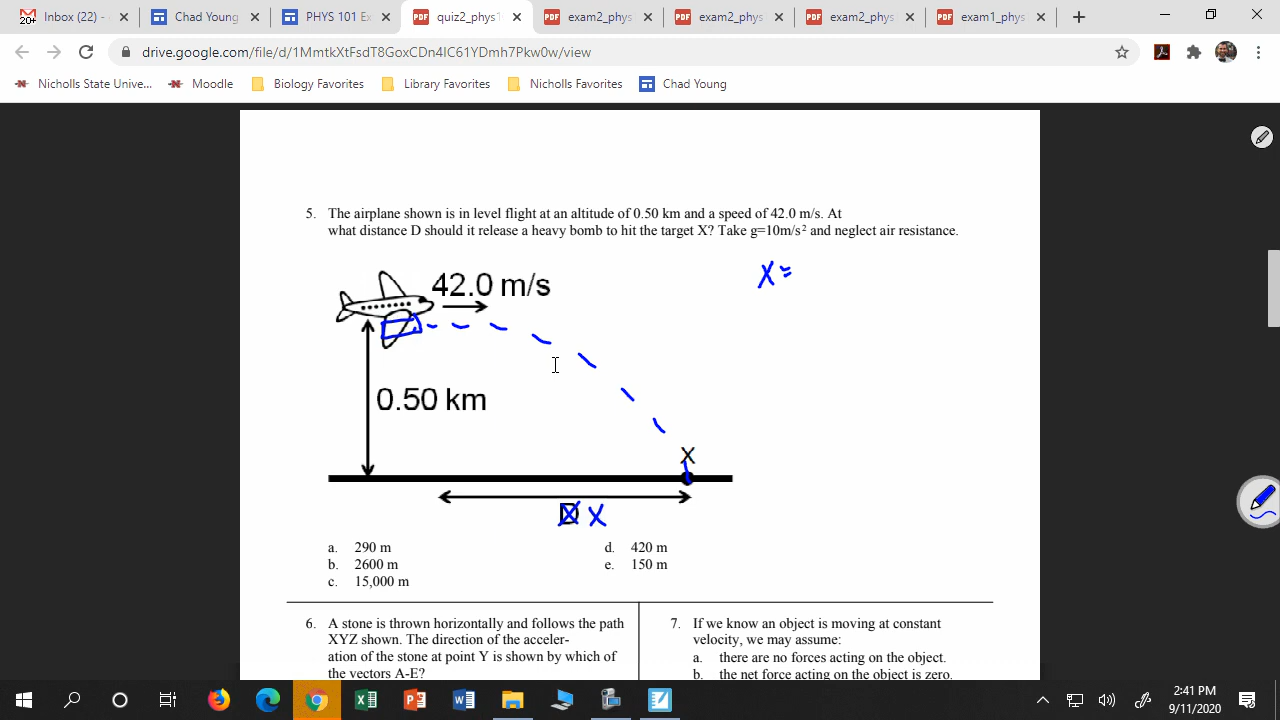 Inbox (22) -
Chad Young
PHYS 101 Ex
quiz2_phys1
exam2_phys
exam2_phys
exam2_phys
exam1_phys
20+
drive.google.com/file/d/1MmtkXtFsdT8GoxCDn4lC61YDmh7Pkw0w/view
Nicholls State Unive...
Moodle
Biology Favorites
Library Favorites
Nicholls Favorites
Chad Young
5. The airplane shown is in level flight at an altitude of 0.50 km and a speed of 42.0 m/s. At
what distance D should it release a heavy bomb to hit the target X? Take g=10m/s² and neglect air resistance.
X=
42.0 m/s
0.50 km
X
D X
a. 290 m
b. 2600 m
c. 15,000 m
d. 420 m
e. 150 m
6. A stone is thrown horizontally and follows the path
XYZ shown. The direction of the acceler-
ation of the stone at point Y is shown by which of
the vectors A-E?
7. If we know an object is moving at constant
velocity, we may assume:
a. there are no forces acting on the object.
b. the net force acting on the object is zero.
2:41 PM
9/11/2020